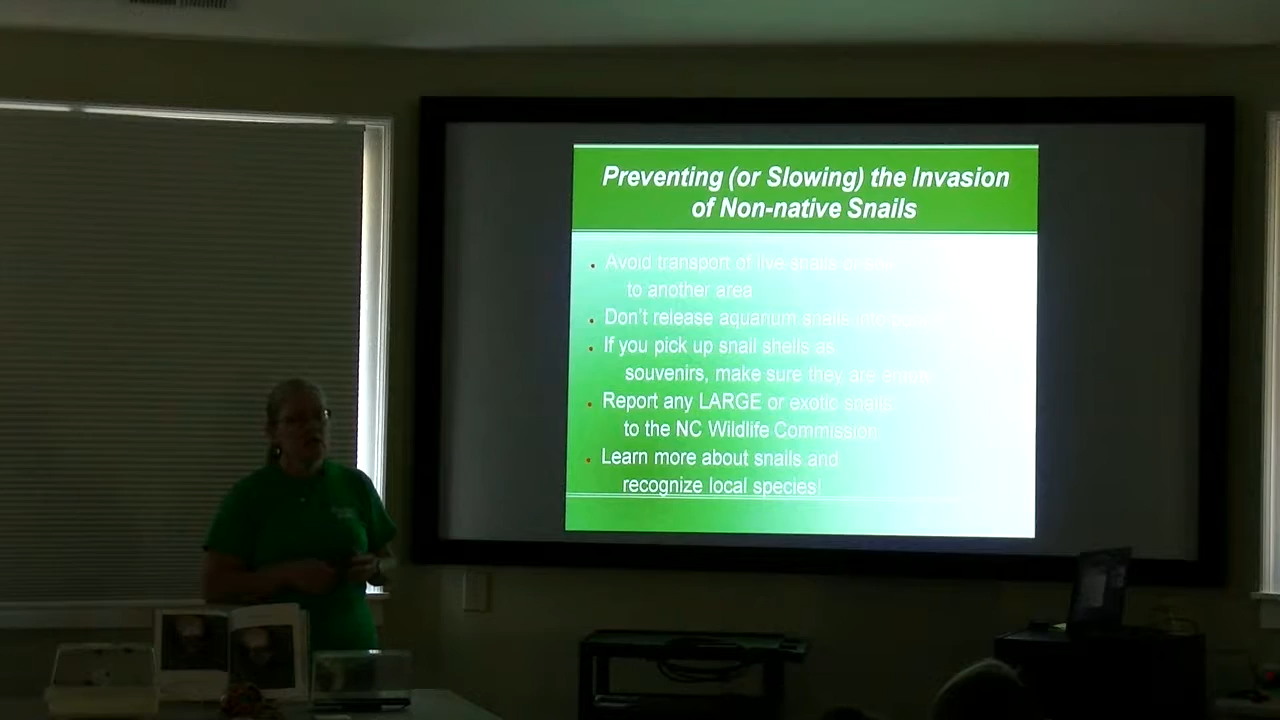 Preventing (or Slowing) the Invasion
of Non-native Snails
Avoid transport of live snails
to another area
Don't release aquarium snails into
If you pick up snail shells as
souvenirs, make sure they are empty
Report any LARGE or exotic snails
to the NC Wildlife Commission
Learn more about snails and
recognize local species!